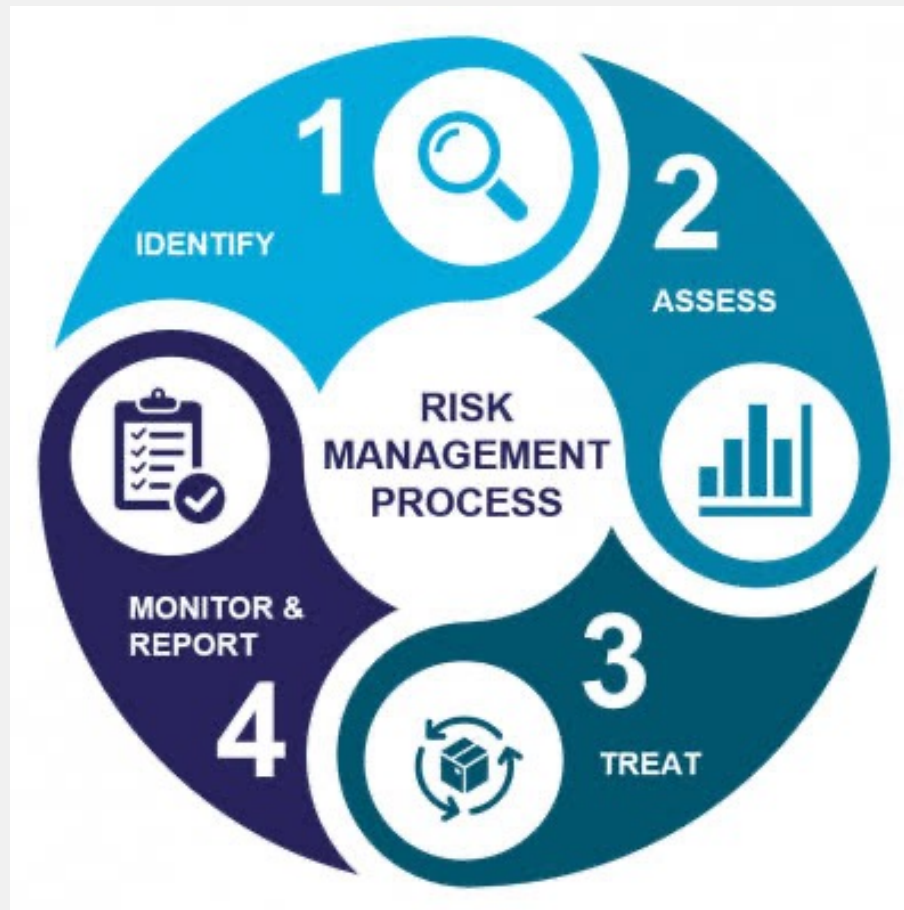 RISK
MANAGEMENT
PROCESS
1
IDENTIFY
2
ASSESS
3
TREAT
MONITOR &
REPORT
4